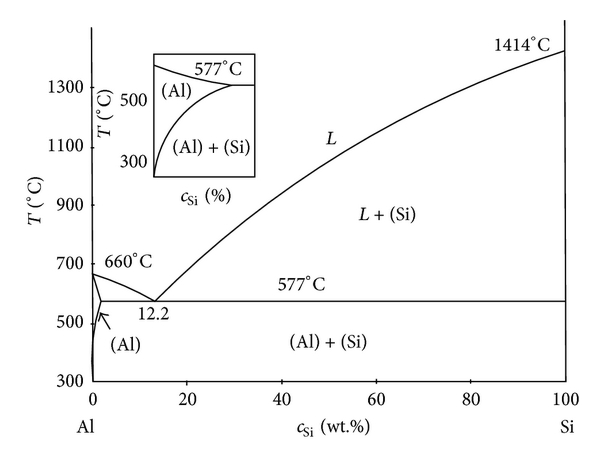 1414°C
577°C
1300
(Al)
500
T (°C)
1100
L
(Al) + (Si)
300
c_Si (%)
T (°C)
900
L + (Si)
700
660°C
577°C
12.2
500
(Al)
(Al) + (Si)
300
0
20
40
60
80
100
Al
c_Si (wt.%)
Si